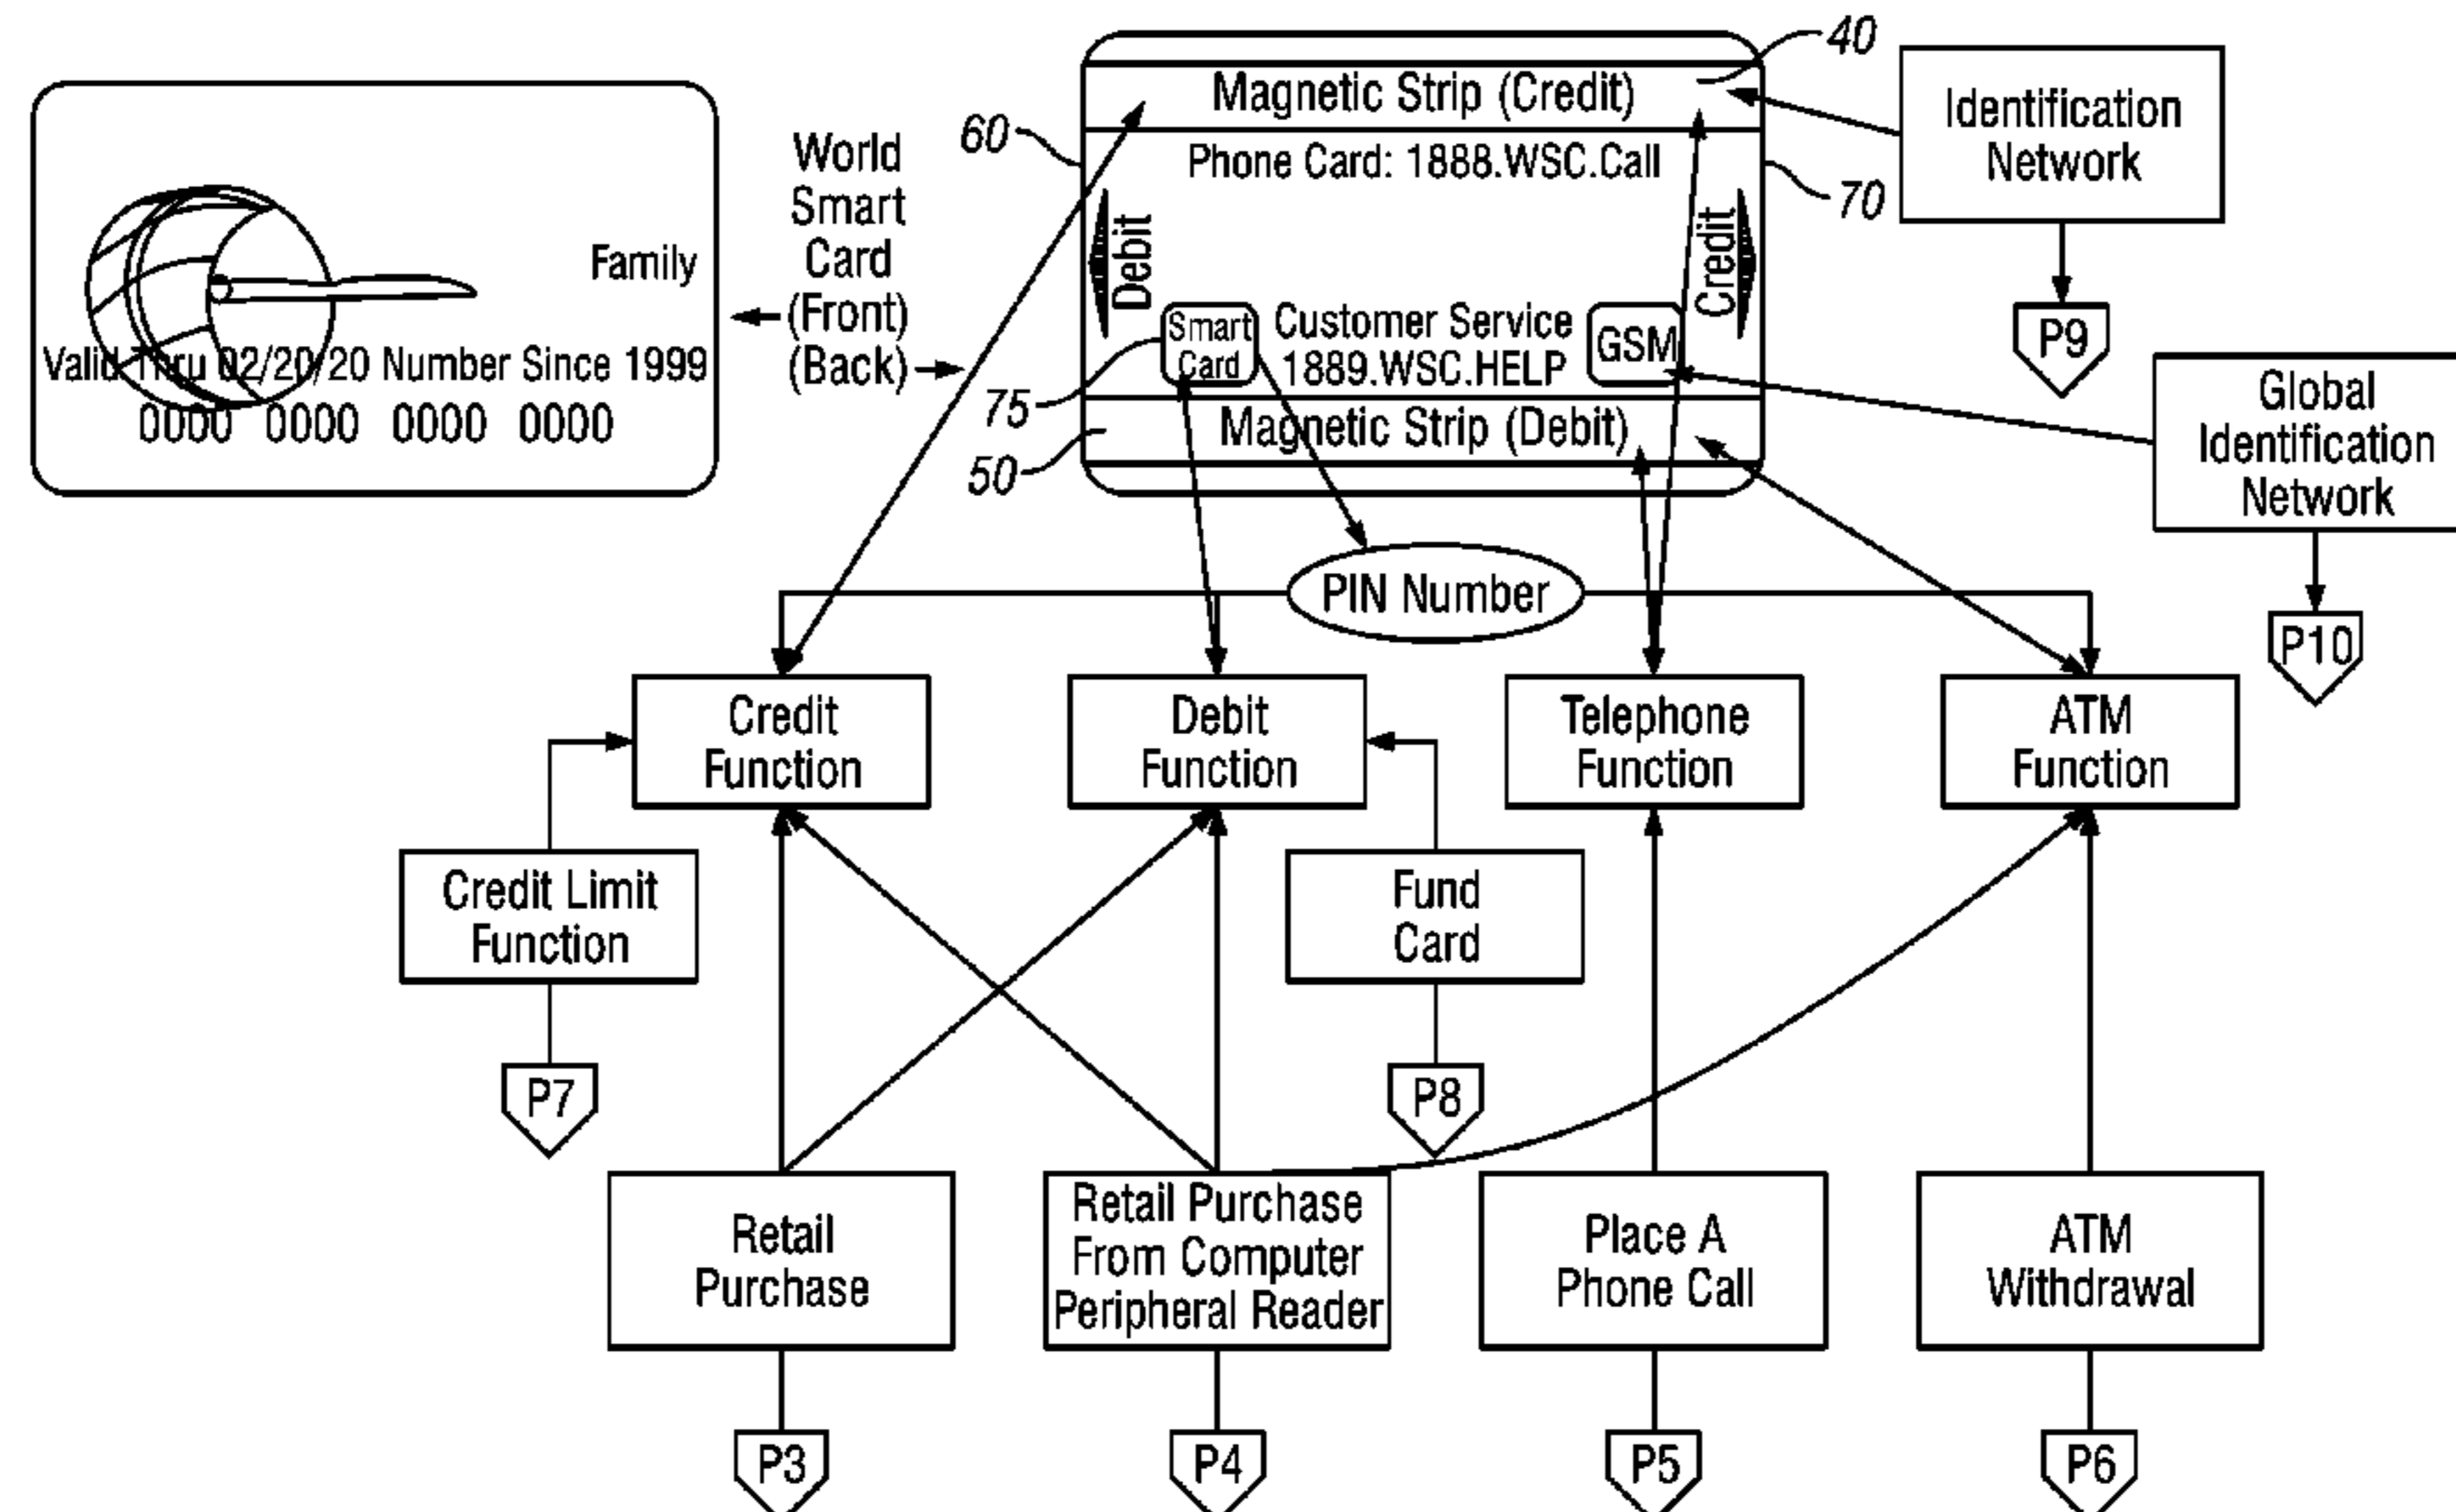 Family
Valid Thru 02/20/20 Number Since 1999
0000 0000 0000 0000
World
Smart
Card
(Front)
(Back)
40
Magnetic Strip (Credit)
60
Phone Card: 1888.WSC.Call
70
Debit
Credit
Smart
Card
Customer Service
1889.WSC.HELP
GSM
75
Magnetic Strip (Debit)
50
Identification
Network
P9
Global
Identification
Network
P10
PIN Number
Credit
Function
Debit
Function
Telephone
Function
ATM
Function
Credit Limit
Function
Fund
Card
P7
P8
Retail
Purchase
Retail Purchase
From Computer
Peripheral Reader
Place A
Phone Call
ATM
Withdrawal
P3
P4
P5
P6